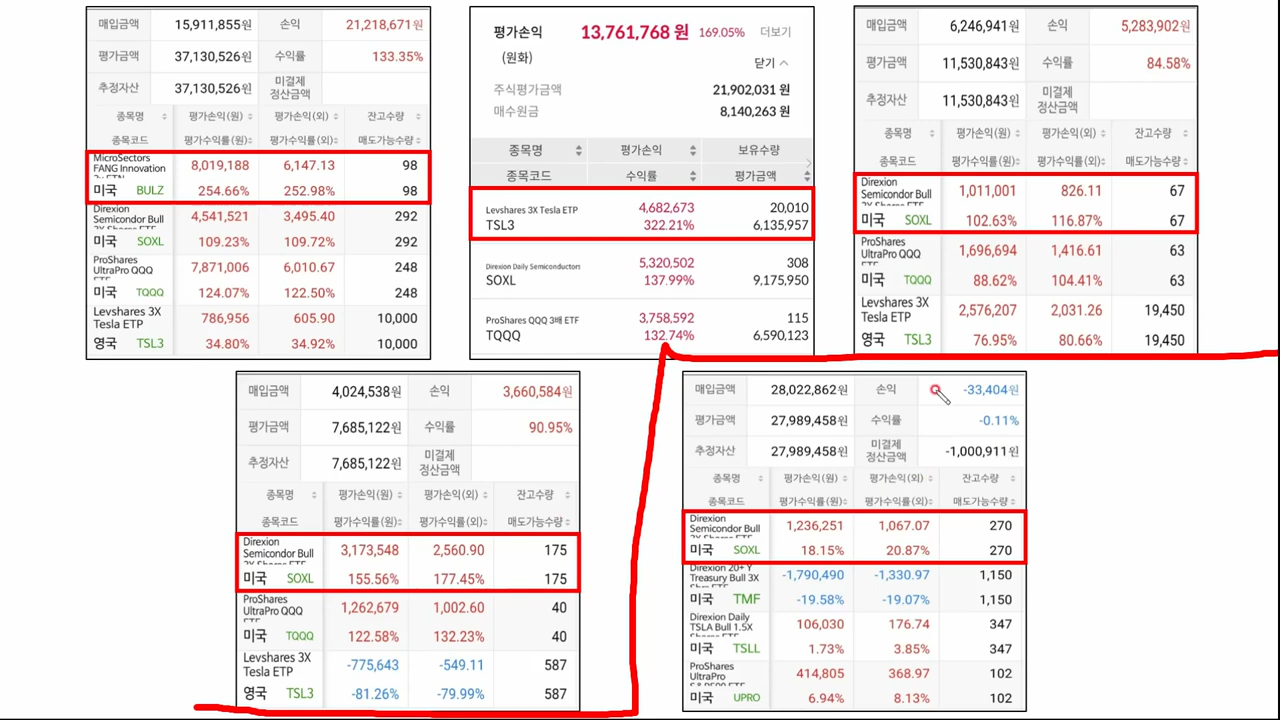 매입금액 15,911,855원 손익 21,218,671원
평가금액 37,130,526원 수익률 133.35%
추정자산 37,130,526원 미결제
정산금액
종목명 평가손익(원) 평가손익(외) 잔고수량
종목코드 평가수익률(원) 평가수익률(외) 매도가능수량
MicroSectors
FANG Innovation
3x ETN
8,019,188 6,147.13 98
미국 BULZ 254.66% 252.98% 98
Direxion
Semicondor Bull
3X Shares ETF
4,541,521 3,495.40 292
미국 SOXL 109.23% 109.72% 292
ProShares
UltraPro QQQ
ETF
7,871,006 6,010.67 248
미국 TQQQ 124.07% 122.50% 248
Levshares 3X
Tesla ETP
786,956 605.90 10,000
영국 TSL3 34.80% 34.92% 10,000
평가손익 13,761,768 원 169.05% 더보기
(원화)
닫기
주식평가금액 21,902,031 원
매수원금 8,140,263 원
종목명 평가손익 보유수량
종목코드 수익률 평가금액
Levshares 3X Tesla ETP 4,682,673 20,010
TSL3 322.21% 6,135,957
Direxion Daily Semiconductors 5,320,502 308
SOXL 137.99% 9,175,950
ProShares QQQ 3배 ETF 3,758,592 115
TQQQ 132.74% 6,590,123
매입금액 6,246,941원 손익 5,283,902원
평가금액 11,530,843원 수익률 84.58%
추정자산 11,530,843원 미결제
정산금액
종목명 평가손익(원) 평가손익(외) 잔고수량
종목코드 평가수익률(원) 평가수익률(외) 매도가능수량
Direxion
Semicondor Bull
3X Shares ETF
1,011,001 826.11 67
미국 SOXL 102.63% 116.87% 67
ProShares
UltraPro QQQ
ETF
1,696,694 1,416.61 63
미국 TQQQ 88.62% 104.41% 63
Levshares 3X
Tesla ETP
2,576,207 2,031.26 19,450
영국 TSL3 76.95% 80.66% 19,450
매입금액 4,024,538원 손익 3,660,584원
평가금액 7,685,122원 수익률 90.95%
추정자산 7,685,122원 미결제
정산금액
종목명 평가손익(원) 평가손익(외) 잔고수량
종목코드 평가수익률(원) 평가수익률(외) 매도가능수량
Direxion
Semicondor Bull
3X Shares ETF
3,173,548 2,560.90 175
미국 SOXL 155.56% 177.45% 175
ProShares
UltraPro QQQ
ETF
1,262,679 1,002.60 40
미국 TQQQ 122.58% 132.23% 40
Levshares 3X
Tesla ETP
-775,643 -549.11 587
영국 TSL3 -81.26% -79.99% 587
매입금액 28,022,862원 손익 -33,404원
평가금액 27,989,458원 수익률 -0.11%
추정자산 27,989,458원 미결제
정산금액 -1,000,911원
종목명 평가손익(원) 평가손익(외) 잔고수량
종목코드 평가수익률(원) 평가수익률(외) 매도가능수량
Direxion
Semicondor Bull
3X Shares ETF
1,236,251 1,067.07 270
미국 SOXL 18.15% 20.87% 270
Direxion 20+ Y
Treasury Bull 3X
Shrs ETF
-1,790,490 -1,330.97 1,150
미국 TMF -19.58% -19.07% 1,150
Direxion Daily
TSLA Bull 1.5X
Shares ETF
106,030 176.74 347
미국 TSLL 1.73% 3.85% 347
ProShares
UltraPro
S&P500 ETF
414,805 368.97 102
미국 UPRO 6.94% 8.13% 102